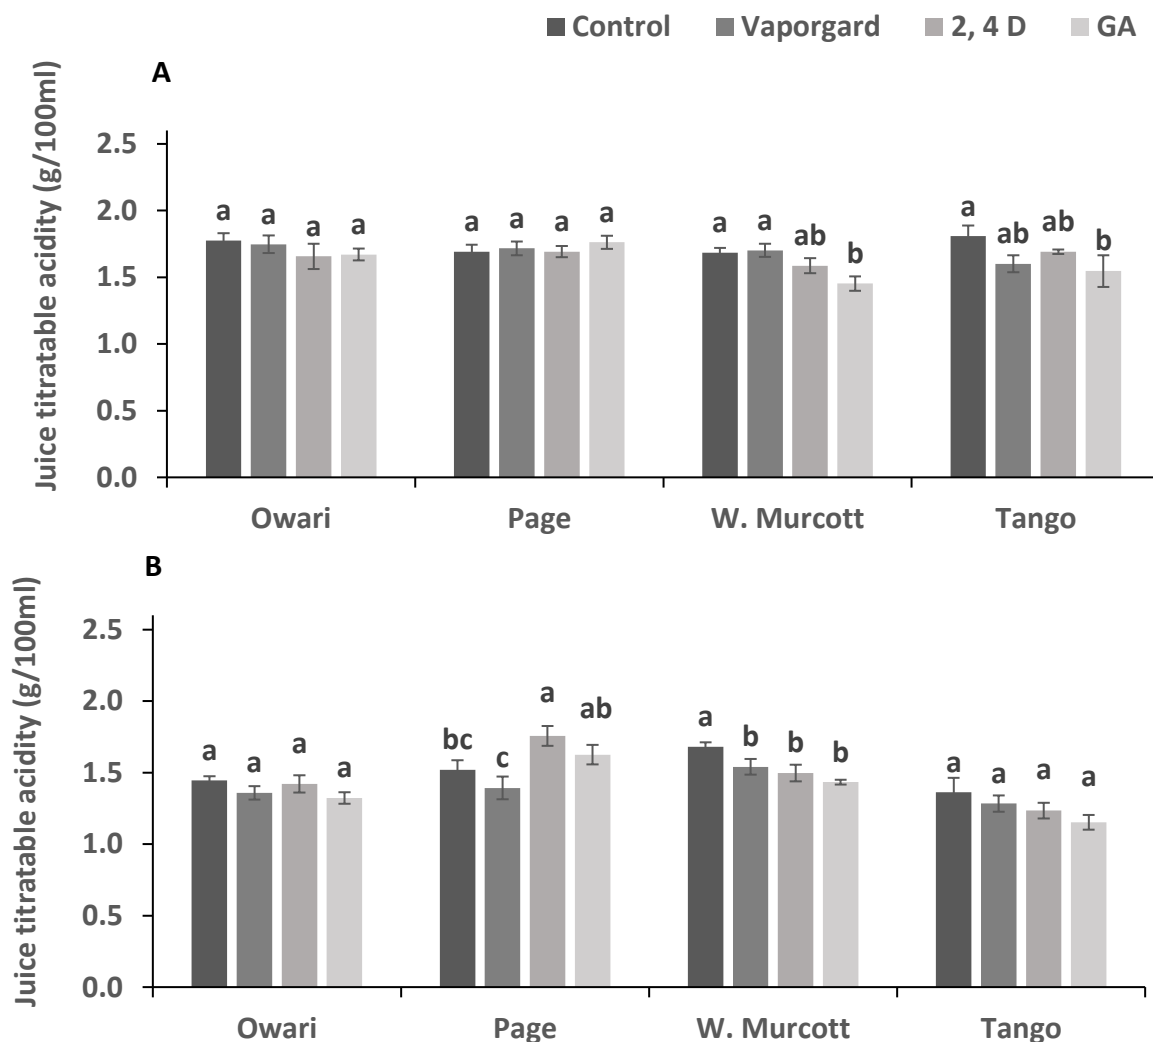 Control Vaporgard 2, 4 D GA
A
Juice titratable acidity (g/100ml)
2.5
2.0
1.5
1.0
0.5
0.0
a a a a a a a a a a ab b a ab ab b
Owari Page W. Murcott Tango
B
Juice titratable acidity (g/100ml)
2.5
2.0
1.5
1.0
0.5
0.0
a a a a bc c a ab a b b b a a a a
Owari Page W. Murcott Tango